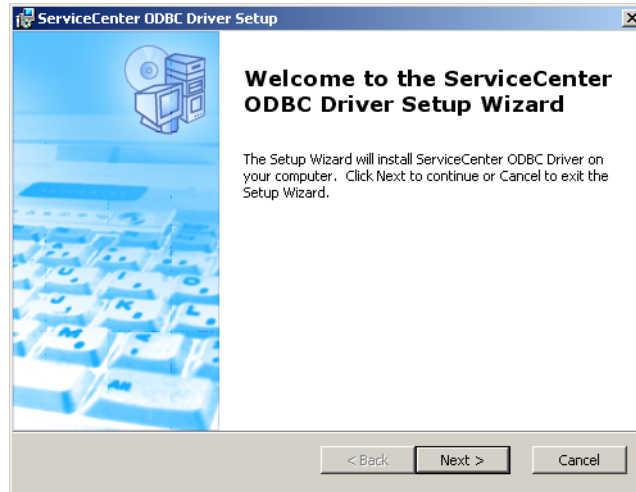 ServiceCenter ODBC Driver Setup
Welcome to the ServiceCenter
ODBC Driver Setup Wizard
The Setup Wizard will install ServiceCenter ODBC Driver on
your computer. Click Next to continue or Cancel to exit the
Setup Wizard.
< Back
Next >
Cancel